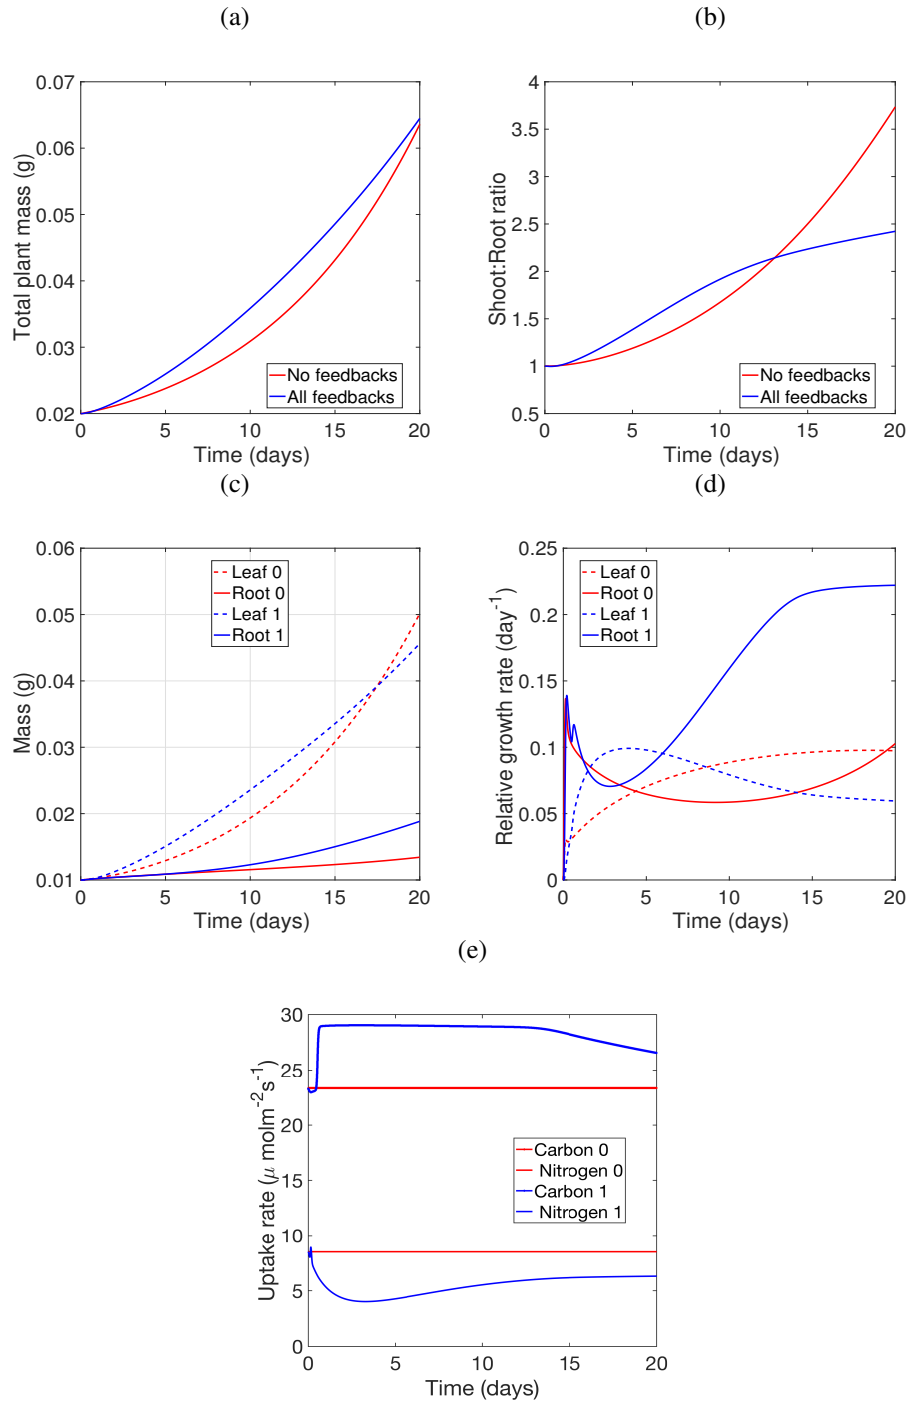 (a)
(b)
0.07
0.06
0.05
0.04
0.03
0.02
Total plant mass (g)
No feedbacks
All feedbacks
0 5 10 15 20
Time (days)
4
3.5
3
2.5
2
1.5
1
0.5
Shoot:Root ratio
No feedbacks
All feedbacks
0 5 10 15 20
Time (days)
(c)
(d)
0.06
0.05
0.04
0.03
0.02
0.01
Mass (g)
Leaf 0
Root 0
Leaf 1
Root 1
0 5 10 15 20
Time (days)
0.25
0.2
0.15
0.1
0.05
0
Relative growth rate (day⁻¹)
Leaf 0
Root 0
Leaf 1
Root 1
0 5 10 15 20
Time (days)
(e)
30
25
20
15
10
5
0
Uptake rate (μ molm⁻²s⁻¹)
Carbon 0
Nitrogen 0
Carbon 1
Nitrogen 1
0 5 10 15 20
Time (days)